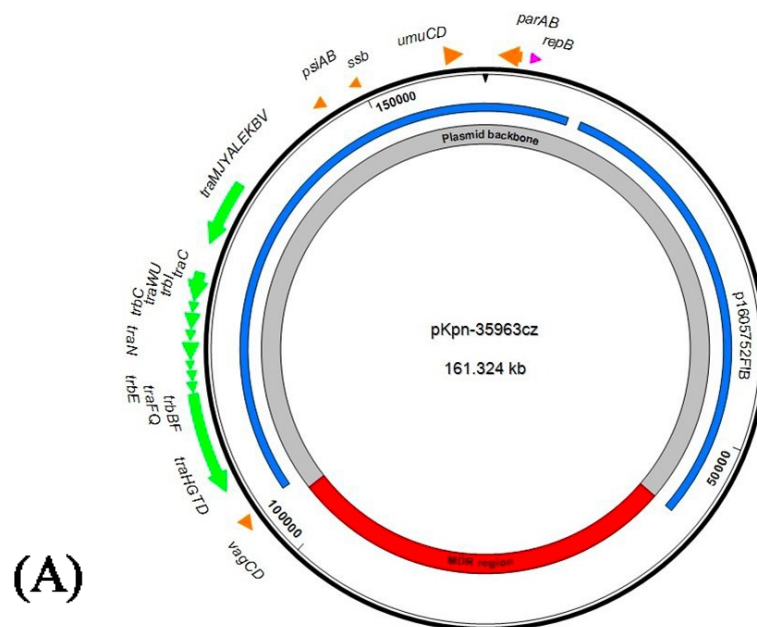 parAB
repB
umuCD
ssb
psiAB
150000
traMJYALEKBV
Plasmid backbone
traC
trbI
traWU
trbC
traN
trbE
traFQ
trbBF
traHGTD
vagCD
p1605752FIB
pKpn-35963cz
161.324 kb
50000
100000
MDR region
(A)